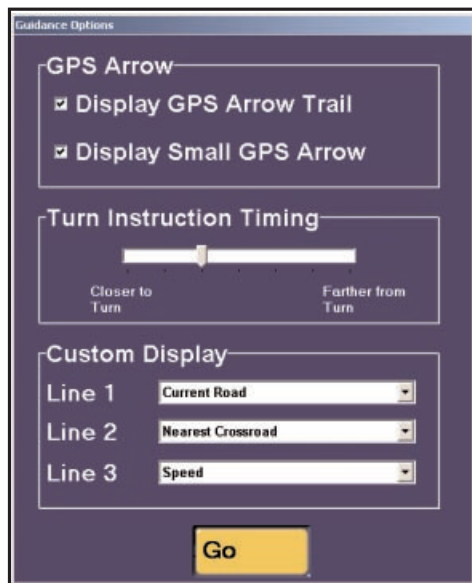 Guidance Options
GPS Arrow
Display GPS Arrow Trail
Display Small GPS Arrow
Turn Instruction Timing
Closer to Turn
Farther from Turn
Custom Display
Line 1 Current Road
Line 2 Nearest Crossroad
Line 3 Speed
Go